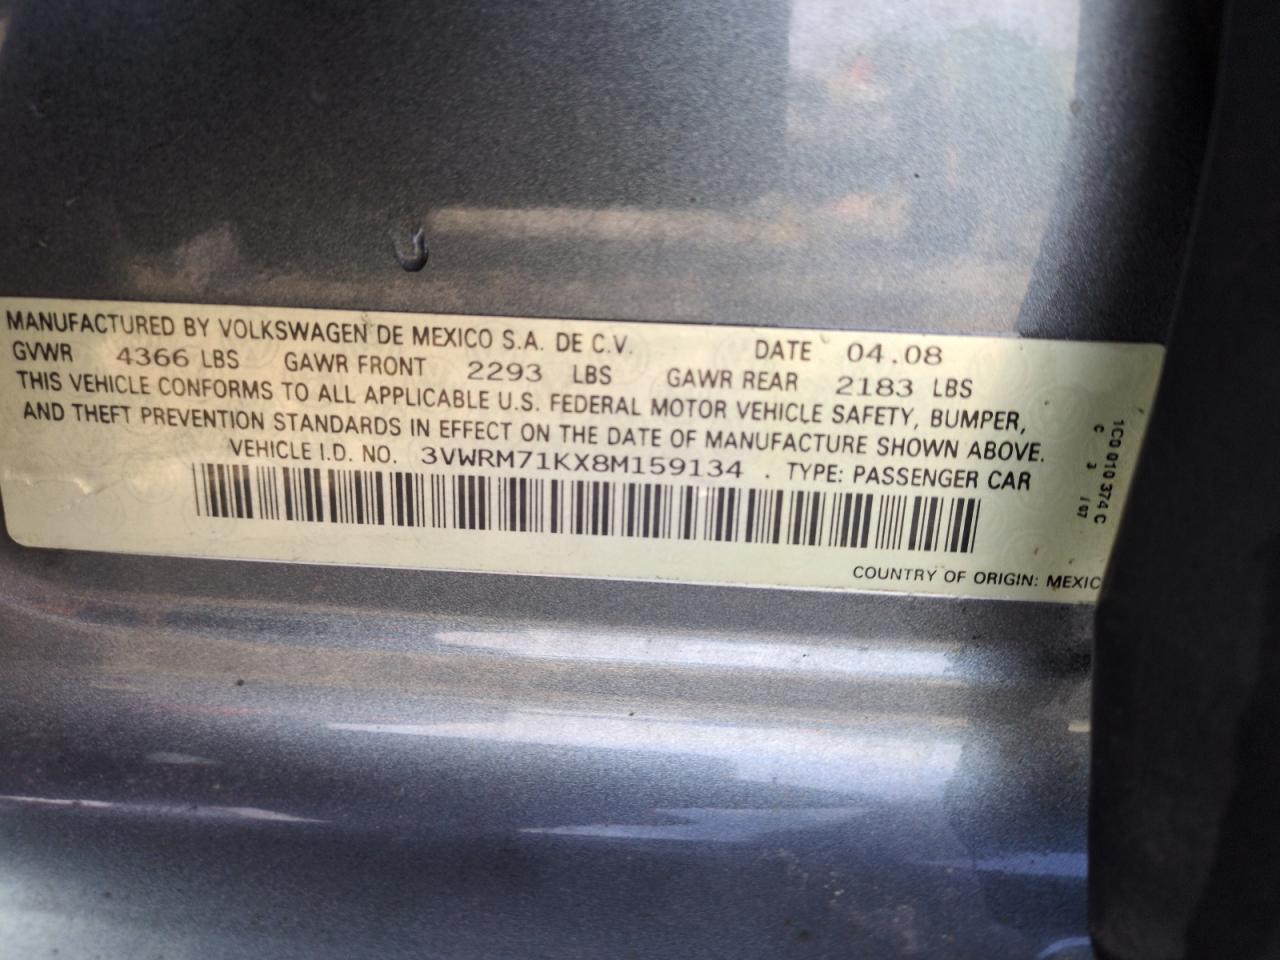 MANUFACTURED BY VOLKSWAGEN DE MEXICO S.A. DE C.V. DATE 04.08
GVWR 4366 LBS GAWR FRONT 2293 LBS GAWR REAR 2183 LBS
THIS VEHICLE CONFORMS TO ALL APPLICABLE U.S. FEDERAL MOTOR VEHICLE SAFETY, BUMPER,
AND THEFT PREVENTION STANDARDS IN EFFECT ON THE DATE OF MANUFACTURE SHOWN ABOVE.
VEHICLE I.D. NO. 3VWRM71KX8M159134 . TYPE: PASSENGER CAR
COUNTRY OF ORIGIN: MEXIC
1C0 010 374 C
C 3 / 07